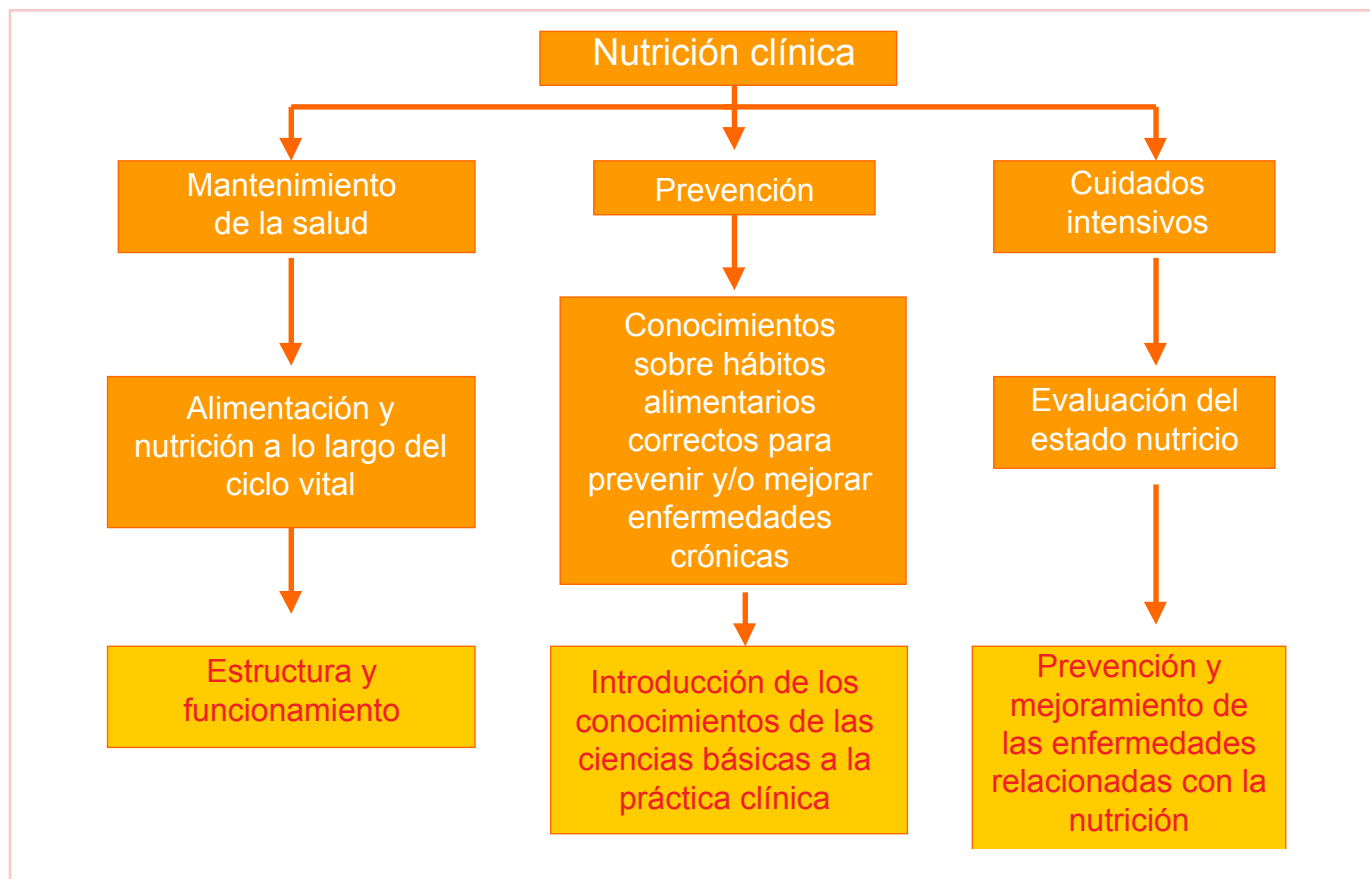 Nutrición clínica
Mantenimiento
de la salud
Prevención
Cuidados
intensivos
Alimentación y
nutrición a lo largo del
ciclo vital
Conocimientos
sobre hábitos
alimentarios
correctos para
prevenir y/o mejorar
enfermedades
crónicas
Evaluación del
estado nutricio
Estructura y
funcionamiento
Introducción de los
conocimientos de las
ciencias básicas a la
práctica clínica
Prevención y
mejoramiento de
las enfermedades
relacionadas con la
nutrición